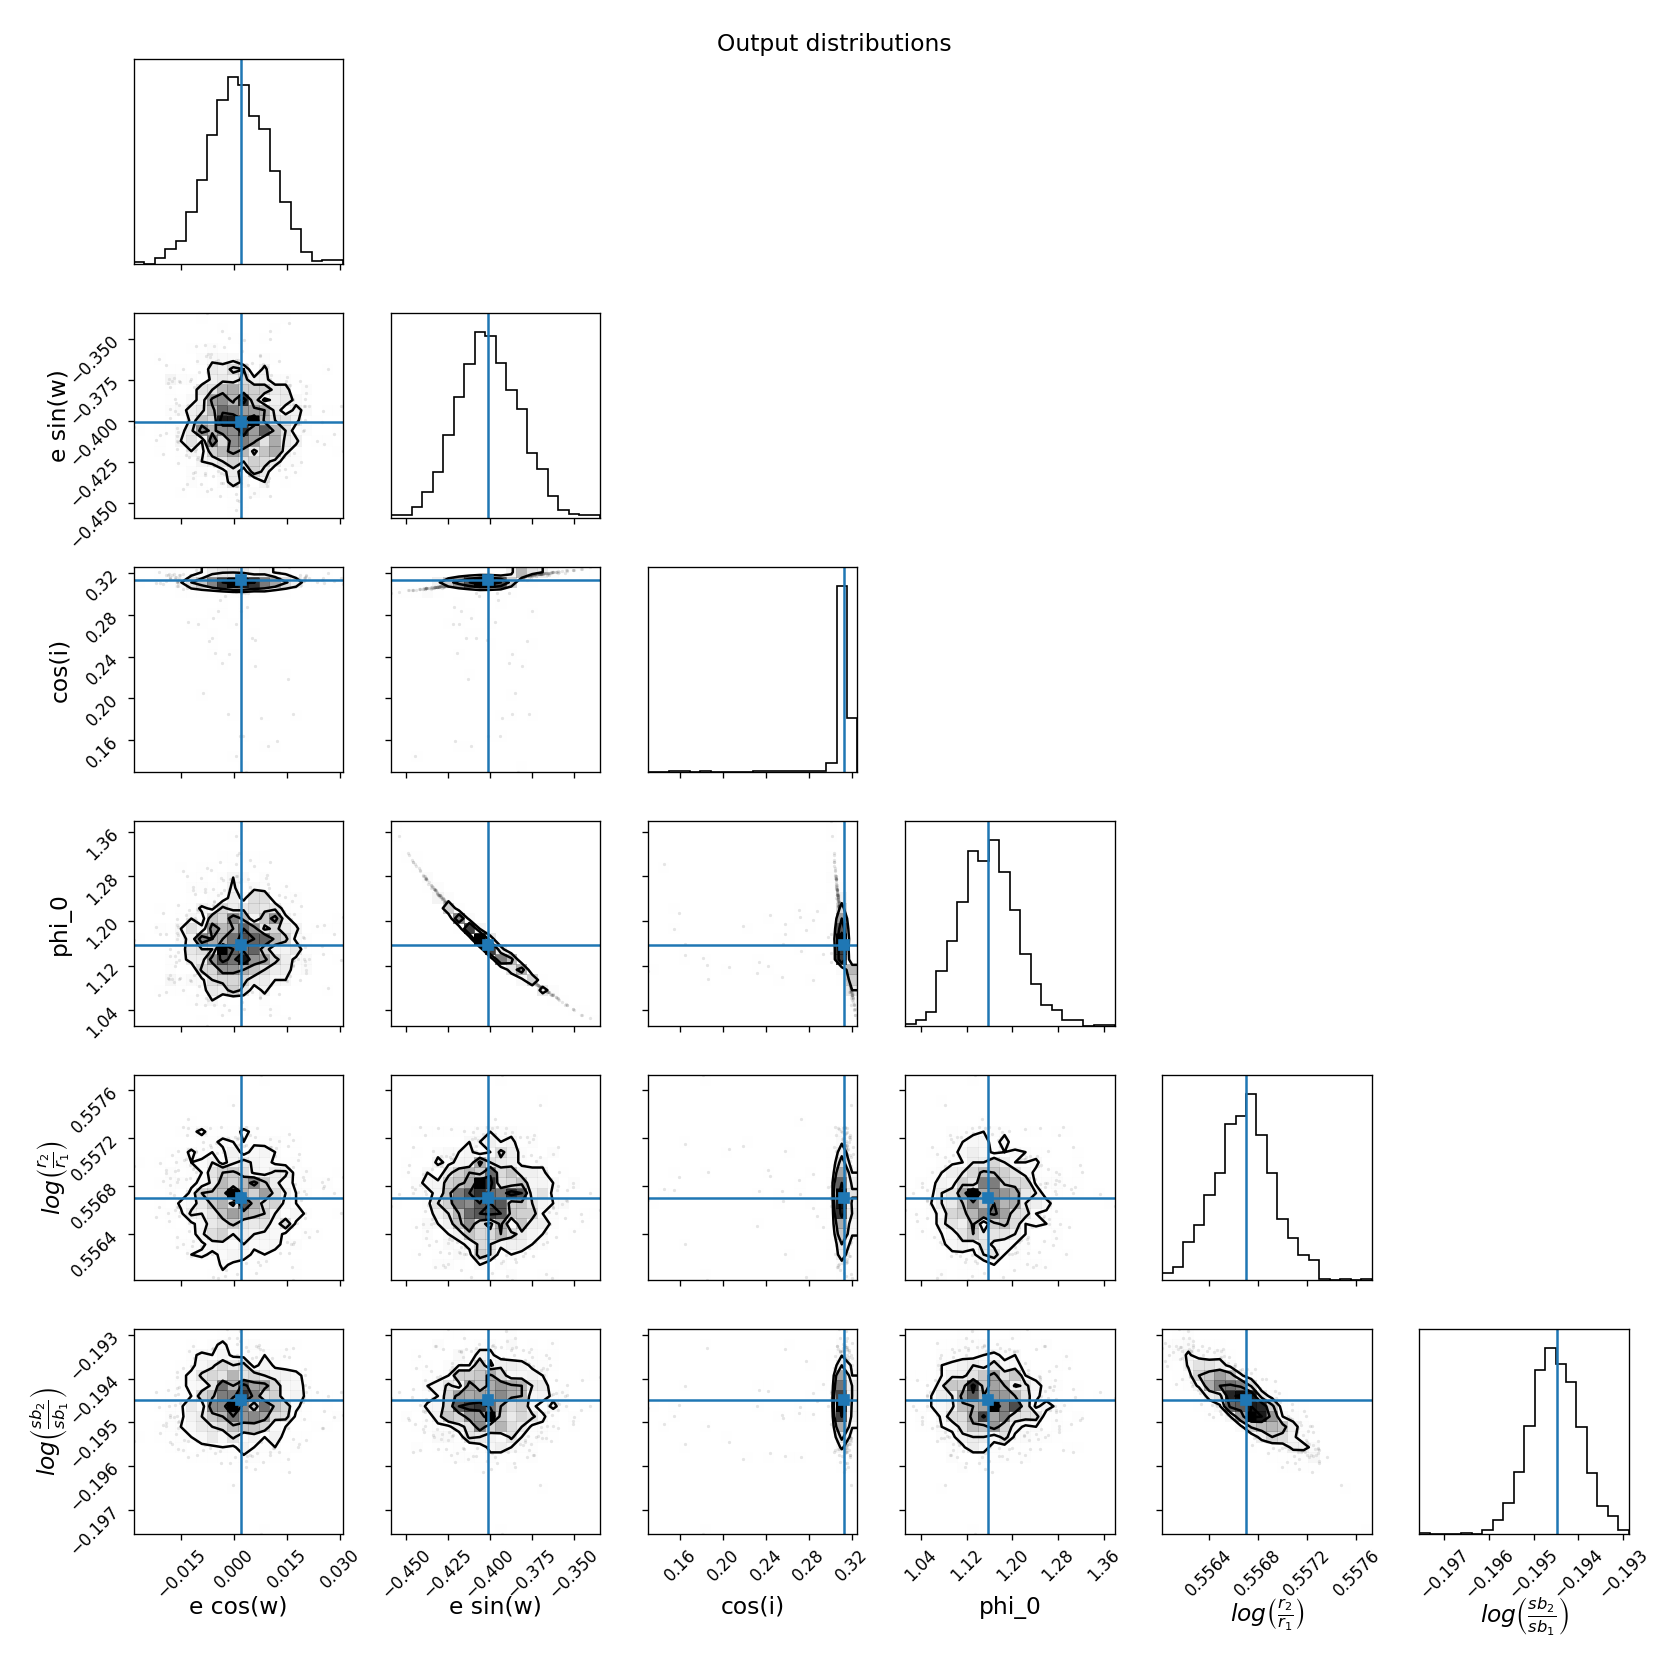 Output distributions
e sin(w)
−0.350
−0.375
−0.400
−0.425
−0.450
cos(i)
0.32
0.28
0.24
0.20
0.16
phi_0
1.36
1.28
1.20
1.12
1.04
log(r₂/r₁)
0.5576
0.5572
0.5568
0.5564
log(sb₂/sb₁)
−0.193
−0.194
−0.195
−0.196
−0.197
−0.015 0.000 0.015 0.030
−0.450 −0.425 −0.400 −0.375 −0.350
0.16 0.20 0.24 0.28 0.32
1.04 1.12 1.20 1.28 1.36
0.5564 0.5568 0.5572 0.5576
−0.197 −0.196 −0.195 −0.194 −0.193
e cos(w)
e sin(w)
cos(i)
phi_0
log(r₂/r₁)
log(sb₂/sb₁)